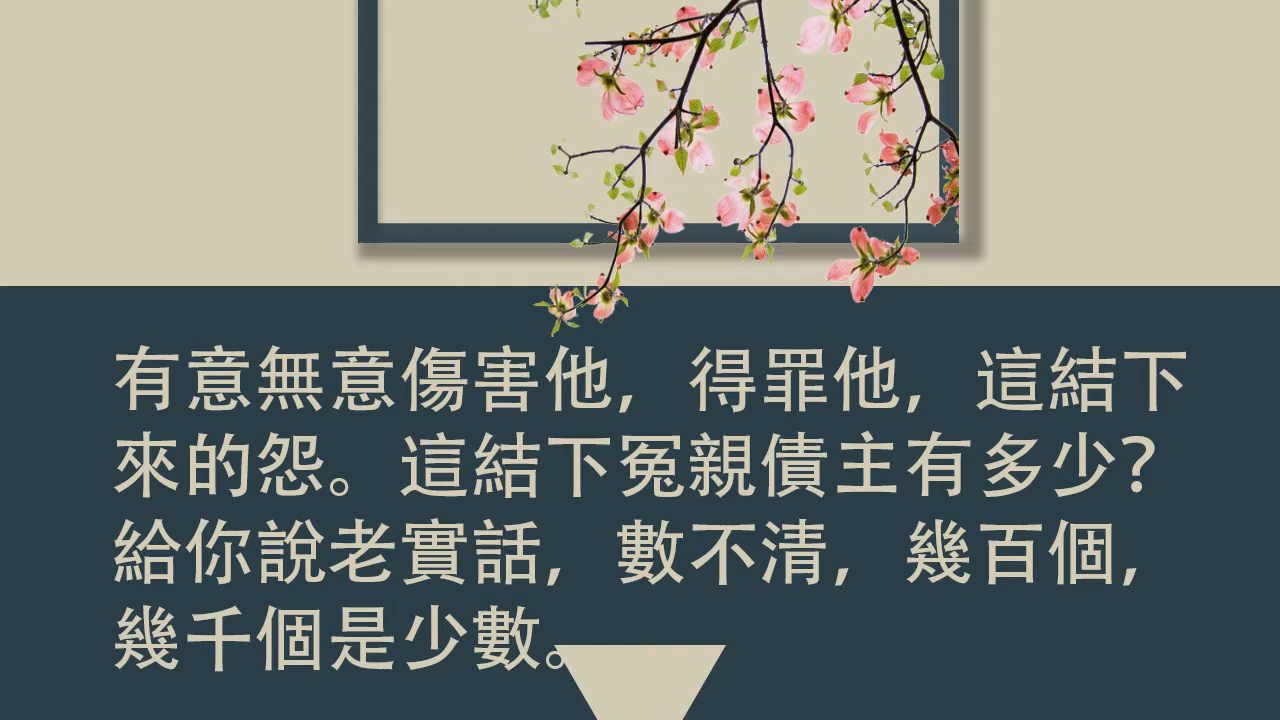 有意無意傷害他，得罪他，這結下
來的怨。這結下冤親債主有多少？
給你說老實話，數不清，幾百個，
幾千個是少數。